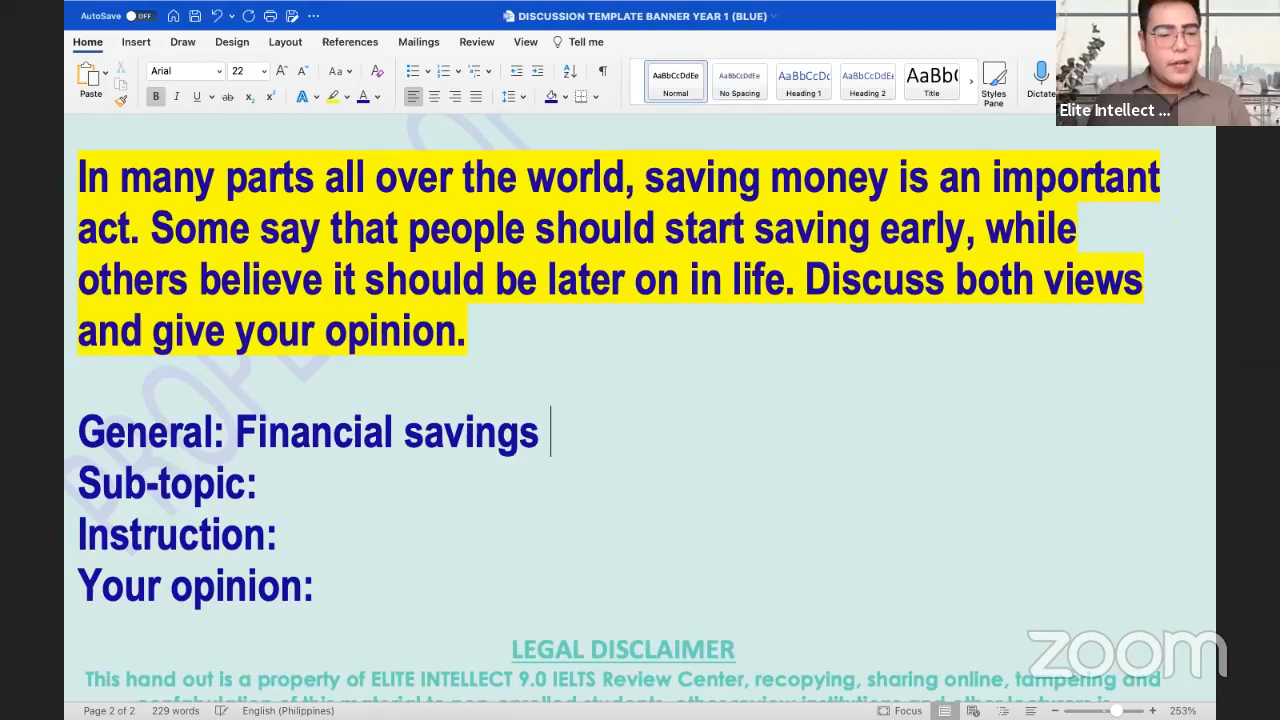 AutoSave OFF DISCUSSION TEMPLATE BANNER YEAR 1 (BLUE)
Home Insert Draw Design Layout References Mailings Review View Tell me
Paste Arial 22 AaBbCcDdEe AaBbCcDdEe AaBbCcDc AaBbCcDdEe AaBb(
Normal No Spacing Heading 1 Heading 2 Title Styles Pane Dictate
Elite Intellect ...
In many parts all over the world, saving money is an important
act. Some say that people should start saving early, while
others believe it should be later on in life. Discuss both views
and give your opinion.
General: Financial savings
Sub-topic:
Instruction:
Your opinion:
LEGAL DISCLAIMER
This hand out is a property of ELITE INTELLECT 9.0 IELTS Review Center, recopying, sharing online, tampering and
zoom
Page 2 of 2 229 words English (Philippines) Focus 253%